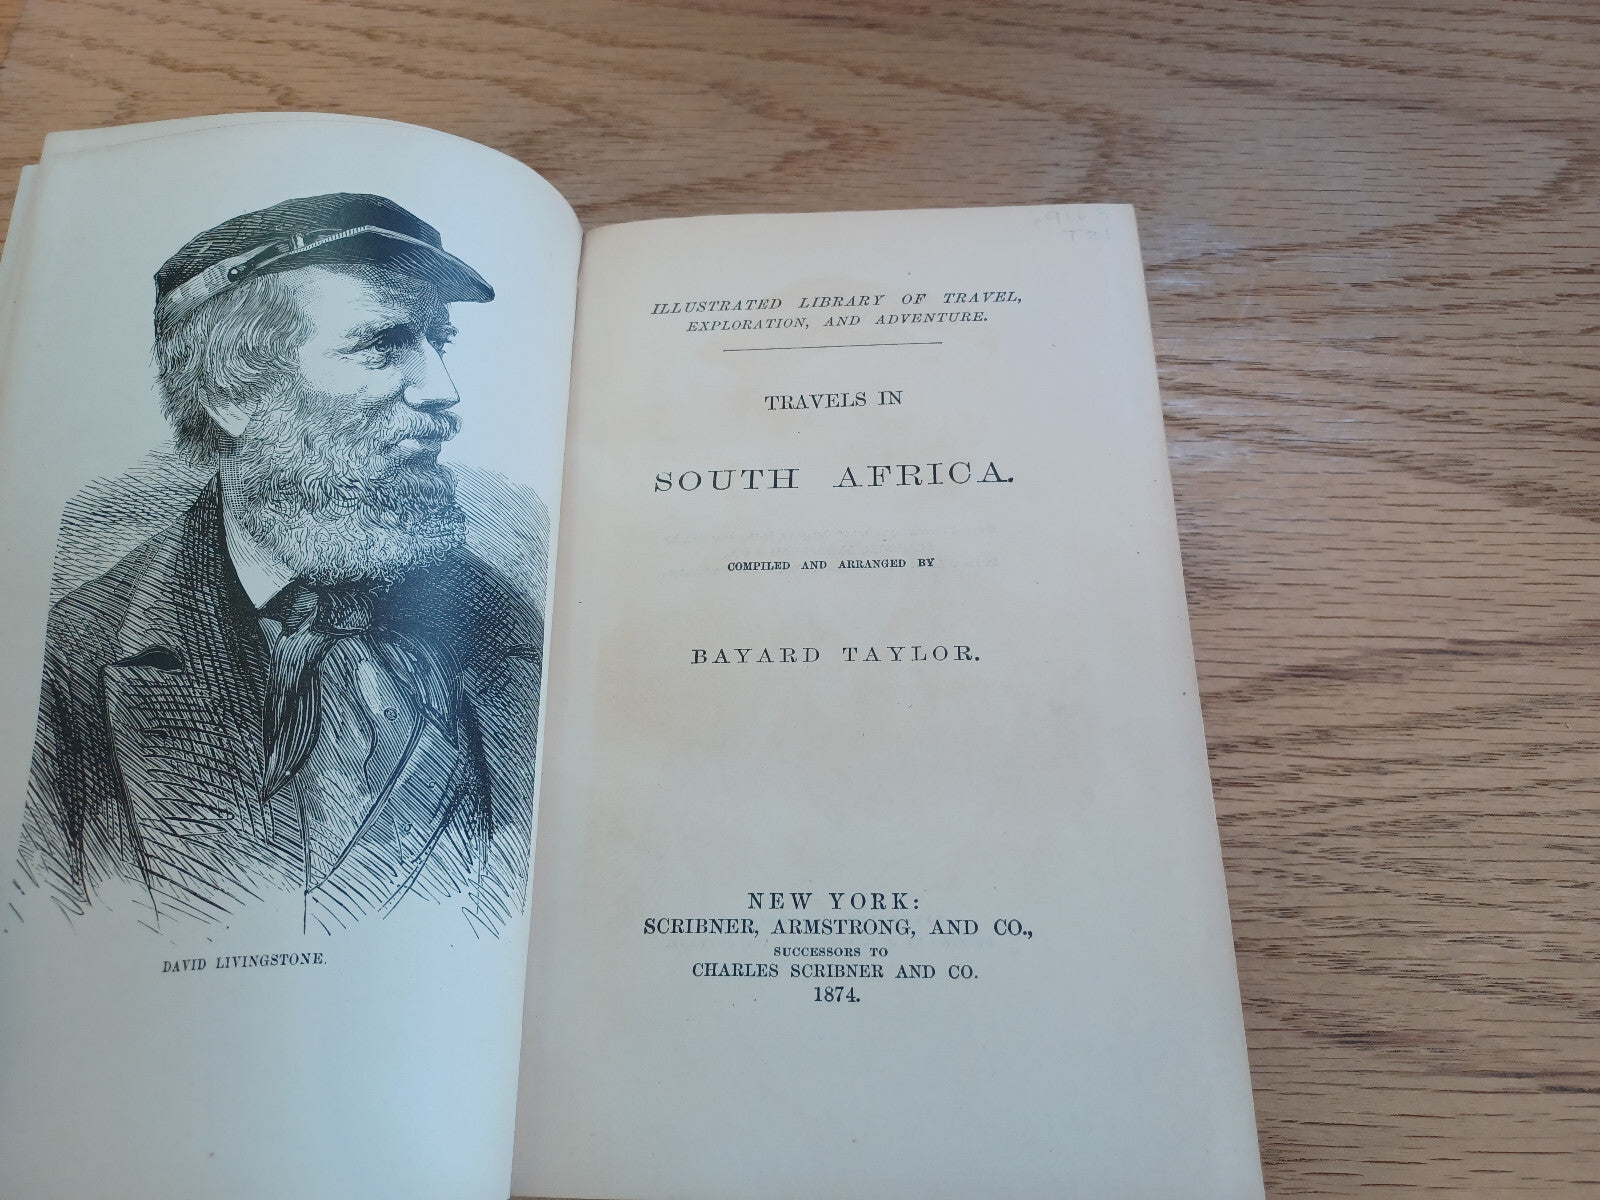 DAVID LIVINGSTONE.
ILLUSTRATED LIBRARY OF TRAVEL,
EXPLORATION, AND ADVENTURE.
TRAVELS IN
SOUTH AFRICA.
COMPILED AND ARRANGED BY
BAYARD TAYLOR.
NEW YORK:
SCRIBNER, ARMSTRONG, AND CO.,
SUCCESSORS TO
CHARLES SCRIBNER AND CO.
1874.